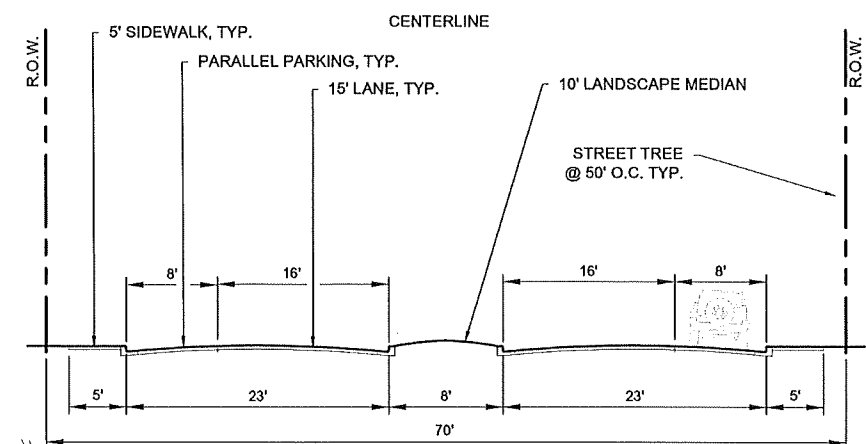 CENTERLINE
5' SIDEWALK, TYP.
R.O.W.
R.O.W.
PARALLEL PARKING, TYP.
15' LANE, TYP.
10' LANDSCAPE MEDIAN
STREET TREE
@ 50' O.C. TYP.
8'
16'
16'
8'
5'
23'
8'
23'
5'
70'